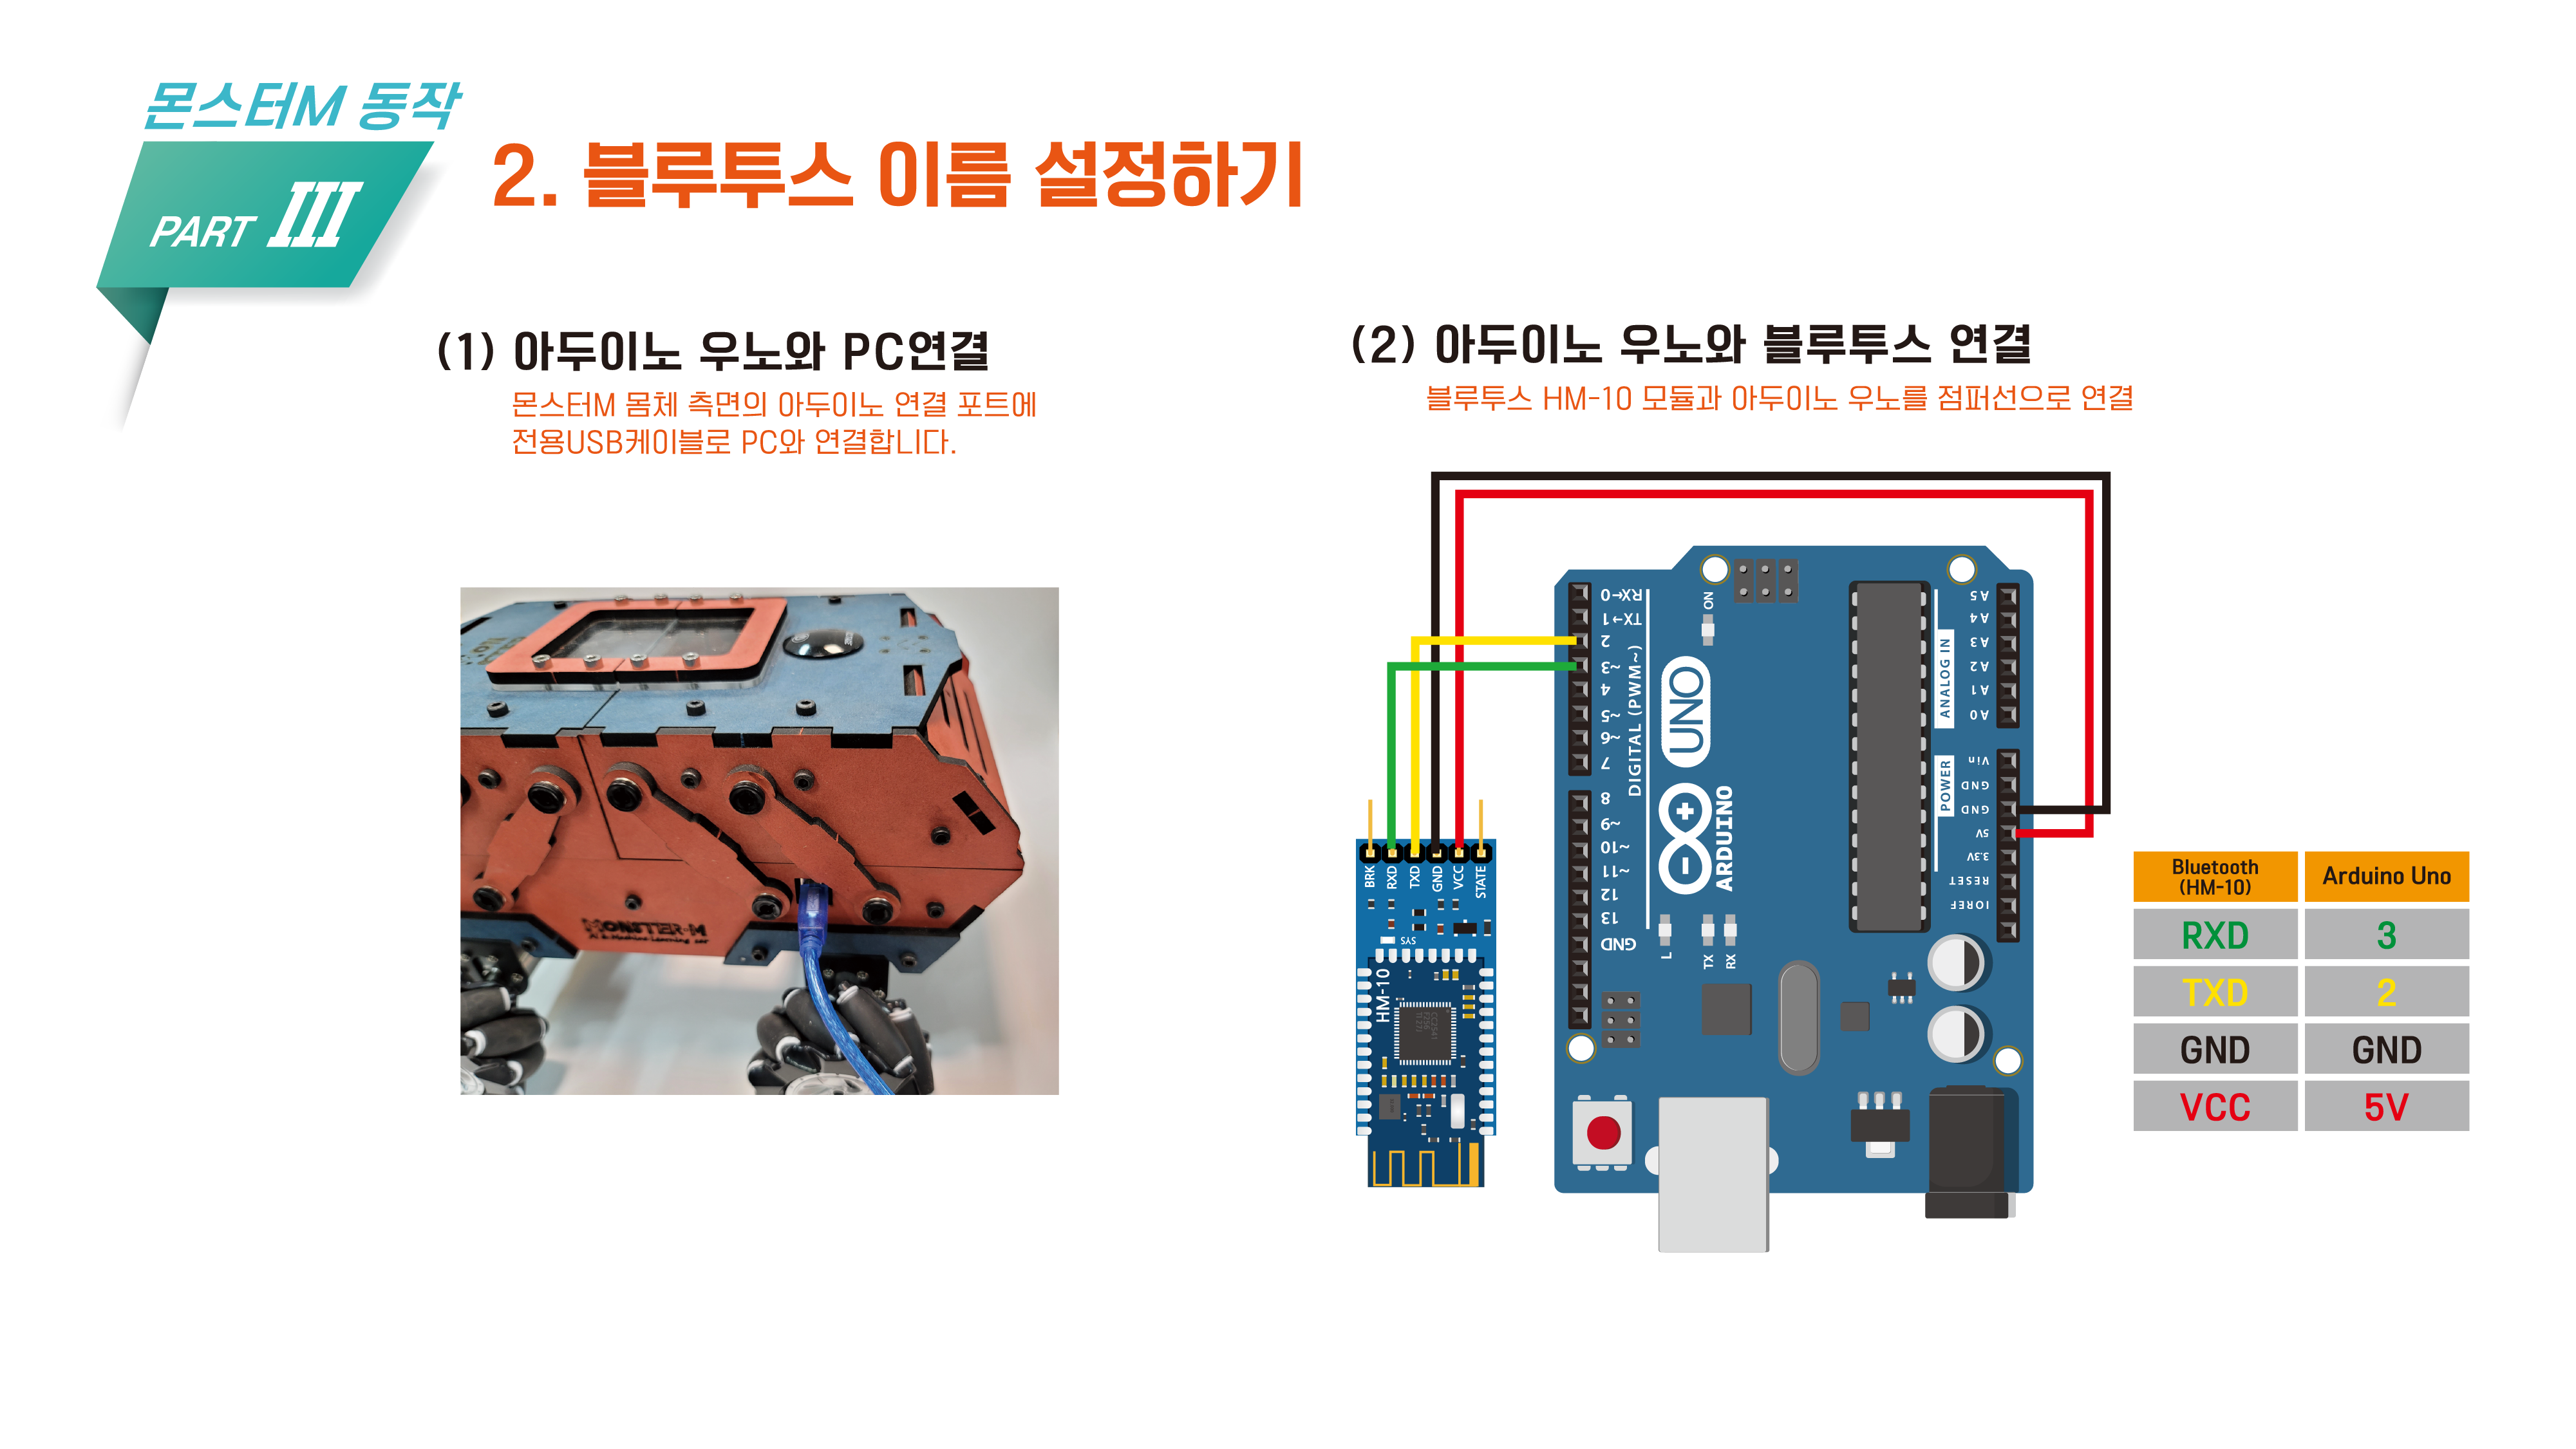 몬스터M 동작
PART III
2. 블루투스 이름 설정하기
(1) 아두이노 우노와 PC연결
몬스터M 몸체 측면의 아두이노 연결 포트에
전용USB케이블로 PC와 연결합니다.
MONSTER-M
(2) 아두이노 우노와 블루투스 연결
블루투스 HM-10 모듈과 아두이노 우노를 점퍼선으로 연결
BRK
RXD
TXD
GND
VCC
STATE
SYS
HM-10
RX←0
TX→1
2
~3
4
~5
~6
7
8
~9
~10
~11
12
13
GND
DIGITAL (PWM~)
ON
UNO
ARDUINO
L
TX
RX
A5
A4
A3
A2
A1
A0
ANALOG IN
Vin
GND
GND
5V
3.3V
RESET
IOREF
POWER
Bluetooth
(HM-10)
Arduino Uno
RXD 3
TXD 2
GND GND
VCC 5V